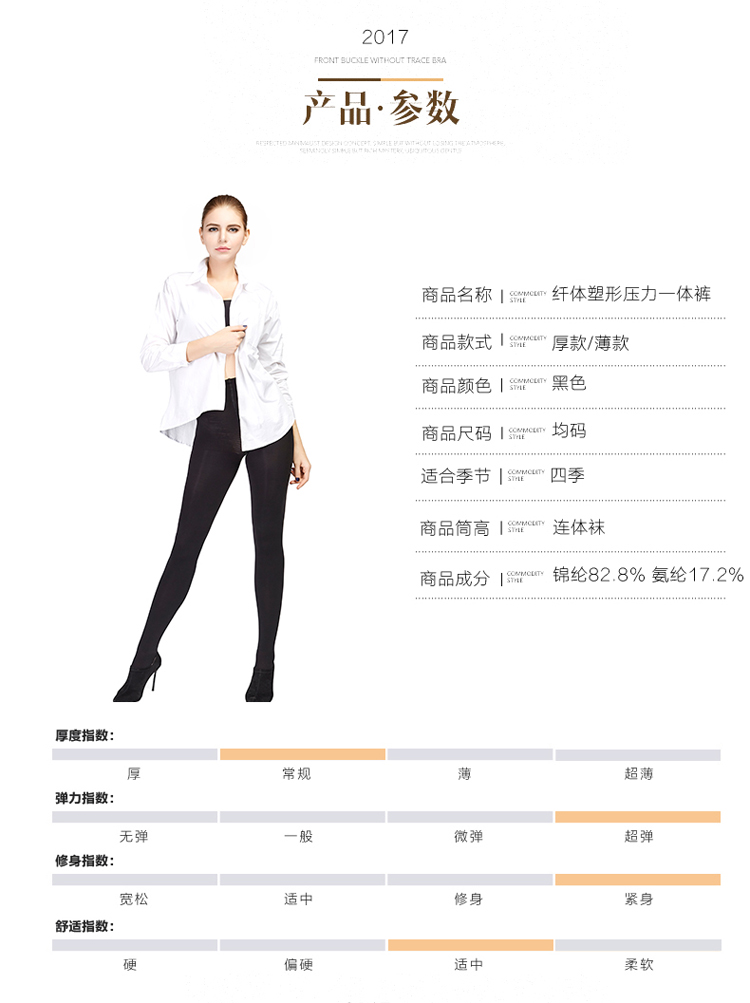 2017
FRONT BUCKLE WITHOUT TRACE BRA
产品·参数
商品名称 | COMMODITY STYLE 纤体塑形压力一体裤
商品款式 | COMMODITY STYLE 厚款/薄款
商品颜色 | COMMODITY STYLE 黑色
商品尺码 | COMMODITY STYLE 均码
适合季节 | COMMODITY STYLE 四季
商品筒高 | COMMODITY STYLE 连体袜
商品成分 | COMMODITY STYLE 锦纶82.8% 氨纶17.2%
厚度指数：
厚 常规 薄 超薄
弹力指数：
无弹 一般 微弹 超弹
修身指数：
宽松 适中 修身 紧身
舒适指数：
硬 偏硬 适中 柔软